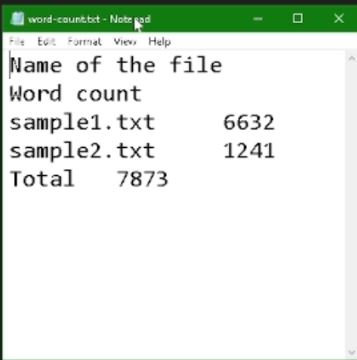 word-count.txt - Notepad
File Edit Format View Help
Name of the file
Word count
sample1.txt 6632
sample2.txt 1241
Total 7873